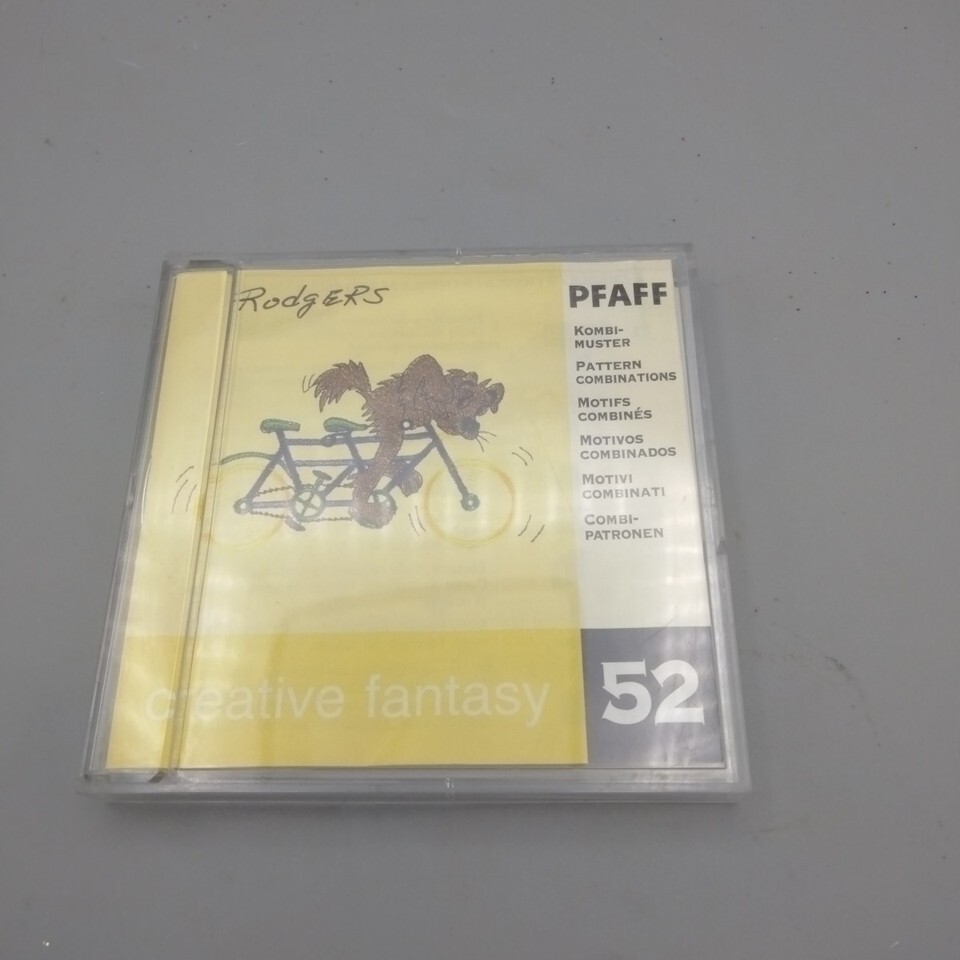 RodgERS
PFAFF
KOMBI-
MUSTER
PATTERN
COMBINATIONS
MOTIFS
COMBINÉS
MOTIVOS
COMBINADOS
MOTIVI
COMBINATI
COMBI-
PATRONEN
creative fantasy
52